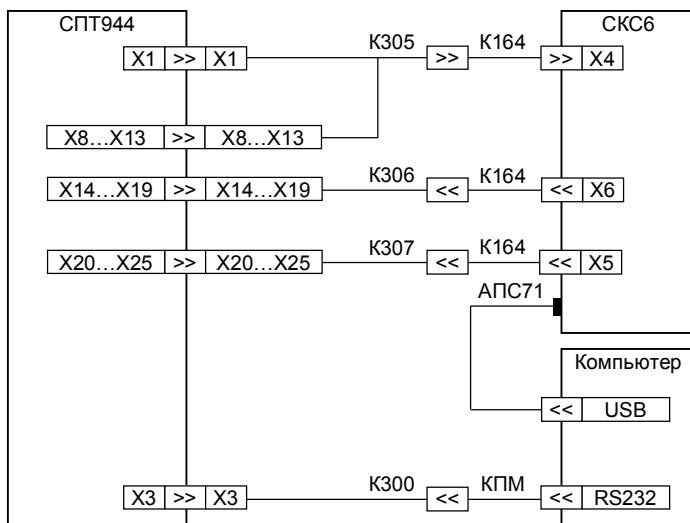 СПТ944 СКС6
X1 >> X1 К305 >> К164 >> X4
X8...X13 >> X8...X13
X14...X19 >> X14...X19 К306 << К164 << X6
X20...X25 >> X20...X25 К307 << К164 << X5
АПС71
Компьютер
<< USB
X3 >> X3 К300 << КПМ << RS232